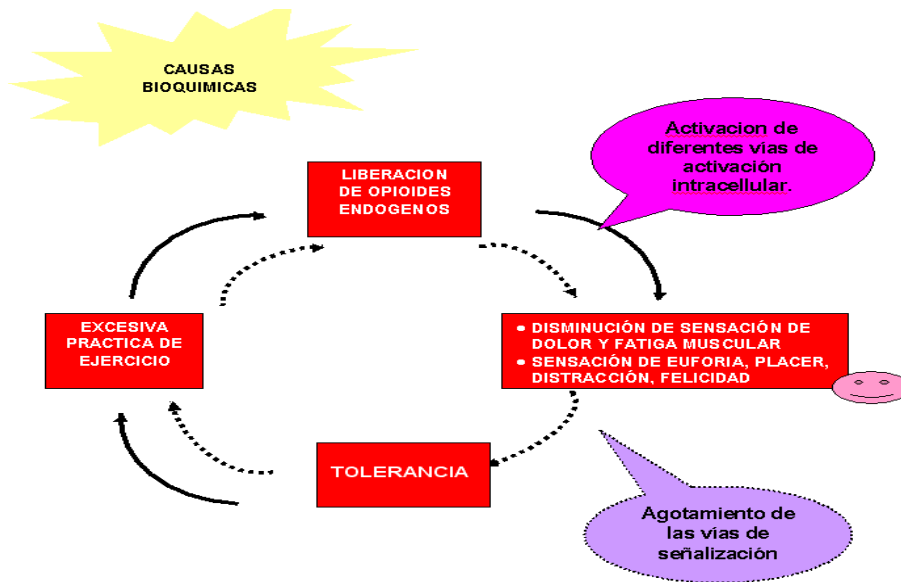 CAUSAS
BIOQUIMICAS
Activacion de
diferentes vías de
activación
intracellular.
LIBERACION
DE OPIOIDES
ENDOGENOS
EXCESIVA
PRACTICA DE
EJERCICIO
● DISMINUCIÓN DE SENSACIÓN DE
DOLOR Y FATIGA MUSCULAR
● SENSACIÓN DE EUFORIA, PLACER,
DISTRACCIÓN, FELICIDAD
TOLERANCIA
Agotamiento de
las vías de
señalización